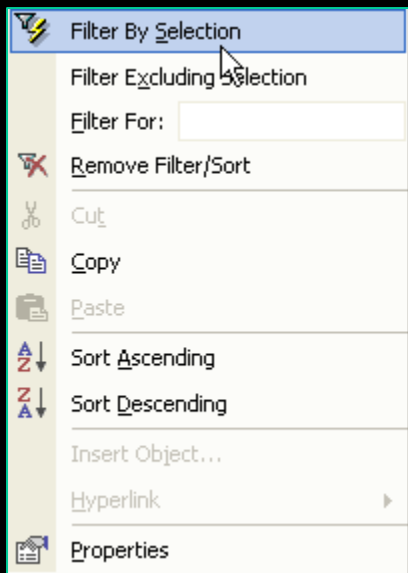 Filter By Selection
Filter Excluding Selection
Filter For:
Remove Filter/Sort
Cut
Copy
Paste
Sort Ascending
Sort Descending
Insert Object...
Hyperlink
Properties